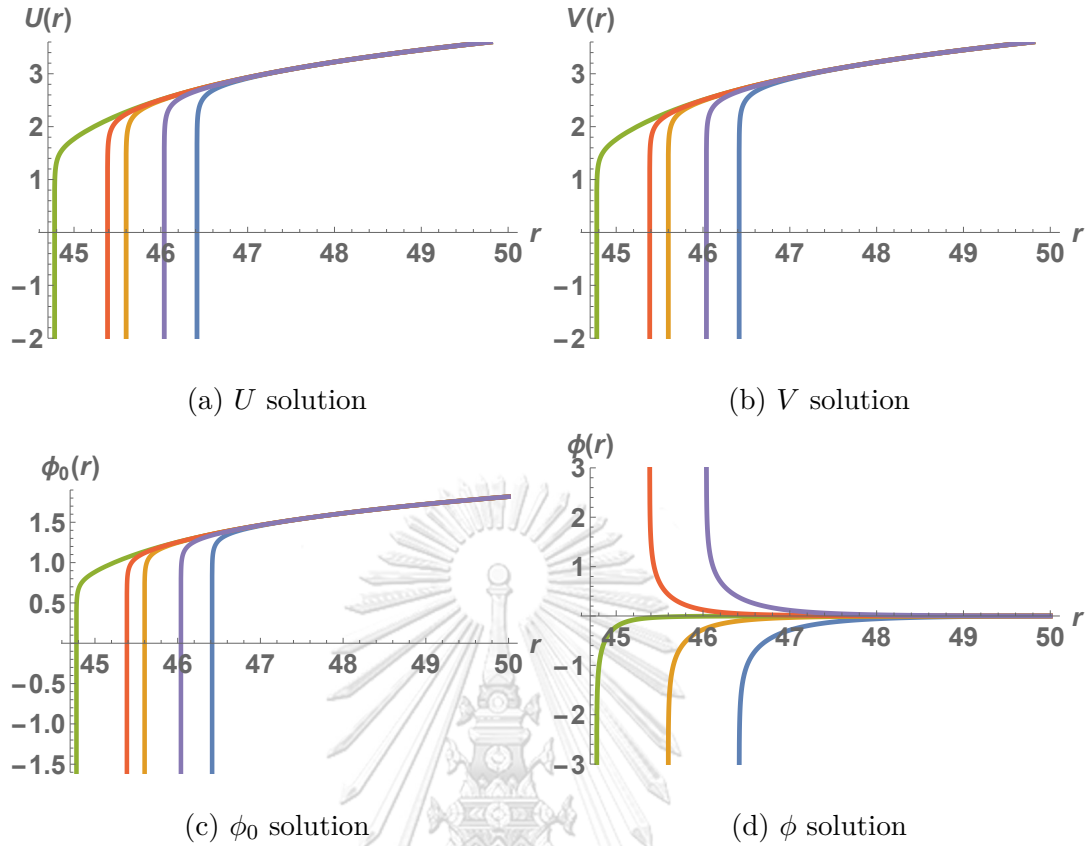 U(r)
3
2
1
45 46 47 48 49 50 r
−1
−2
(a) U solution
V(r)
3
2
1
45 46 47 48 49 50 r
−1
−2
(b) V solution
ϕ₀(r)
1.5
1.0
0.5
45 46 47 48 49 50 r
−0.5
−1.0
−1.5
(c) ϕ₀ solution
ϕ(r)
3
2
1
45 46 47 48 49 50 r
−1
−2
−3
(d) ϕ solution